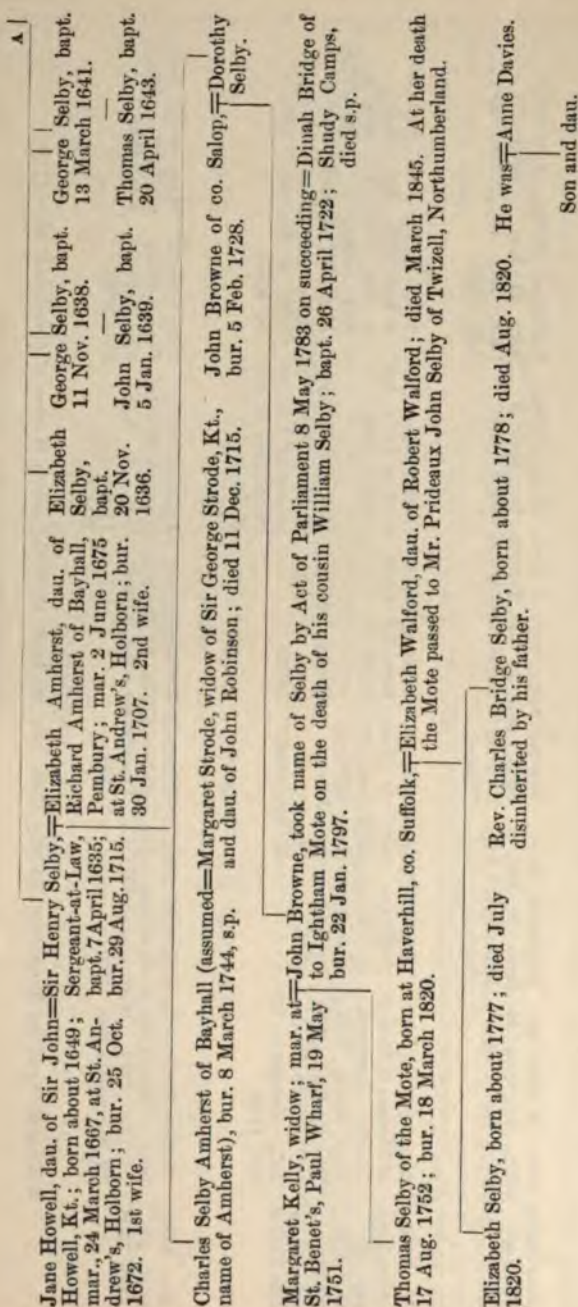 A
Jane Howell, dau. of Sir John=Sir Henry Selby,=Elizabeth Amherst, dau. of
Howell, Kt.; born about 1649; Sergeant-at-Law, Richard Amherst of Bayhall,
mar., 24 March 1667, at St. An- bapt. 7 April 1635; Pembury; mar. 2 June 1675
drew's, Holborn; bur. 25 Oct. bur. 29 Aug. 1715. at St. Andrew's, Holborn; bur.
1672. 1st wife. 30 Jan. 1707. 2nd wife.
Elizabeth
Selby,
bapt.
20 Nov.
1636.
George Selby, bapt.
11 Nov. 1638.
John Selby, bapt.
5 Jan. 1639.
George Selby, bapt.
13 March 1641.
Thomas Selby, bapt.
20 April 1643.
Charles Selby Amherst of Bayhall (assumed=Margaret Strode, widow of Sir George Strode, Kt.,
name of Amherst), bur. 8 March 1744, s.p. and dau. of John Robinson; died 11 Dec. 1715.
John Browne of co. Salop,=Dorothy
bur. 5 Feb. 1728. Selby.
Margaret Kelly, widow; mar. at=John Browne, took name of Selby by Act of Parliament 8 May 1783 on succeeding=Dinah Bridge of
St. Benet's, Paul Wharf, 19 May to Ightham Mote on the death of his cousin William Selby; bapt. 26 April 1722; Shudy Camps,
1751. bur. 22 Jan. 1797. died s.p.
Thomas Selby of the Mote, born at Haverhill, co. Suffolk,=Elizabeth Walford, dau. of Robert Walford; died March 1845. At her death
17 Aug. 1752; bur. 18 March 1820. the Mote passed to Mr. Prideaux John Selby of Twizell, Northumberland.
Elizabeth Selby, born about 1777; died July Rev. Charles Bridge Selby, born about 1778; died Aug. 1820. He was=Anne Davies.
1820. disinherited by his father.
Son and dau.